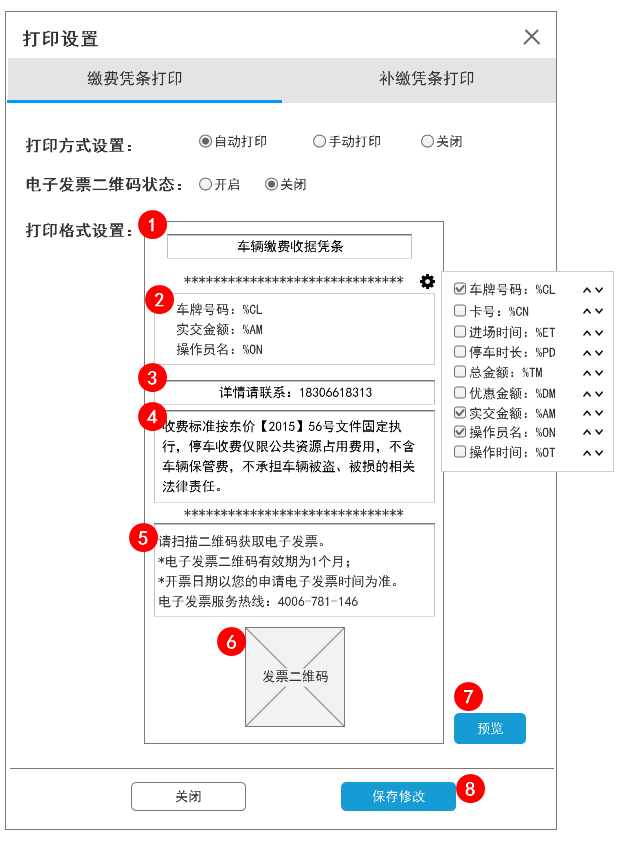 打印设置
缴费凭条打印 补缴凭条打印
打印方式设置： 自动打印 手动打印 关闭
电子发票二维码状态： 开启 关闭
打印格式设置：
1
车辆缴费收据凭条
******************************
2
车牌号码：%CL
实交金额：%AM
操作员名：%ON
车牌号码：%CL
卡号：%CN
进场时间：%ET
停车时长：%PD
总金额：%TM
优惠金额：%DM
实交金额：%AM
操作员名：%ON
操作时间：%OT
3
详情请联系：18306618313
4
收费标准按东价【2015】56号文件固定执
行，停车收费仅限公共资源占用费用，不含
车辆保管费，不承担车辆被盗、被损的相关
法律责任。
******************************
5
请扫描二维码获取电子发票。
*电子发票二维码有效期为1个月；
*开票日期以您的申请电子发票时间为准。
电子发票服务热线：4006-781-146
6
发票二维码
7
预览
关闭 保存修改
8